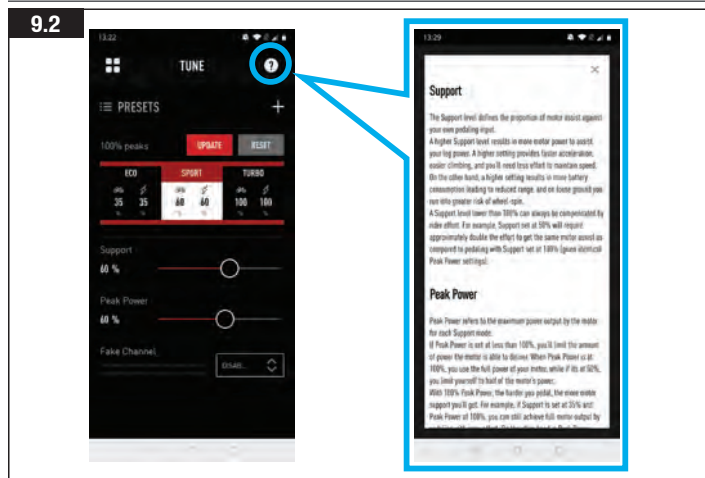 9.2
13:22
TUNE
?
PRESETS
+
100% peaks
UPDATE
RESET
ECO
SPORT
TURBO
35 35
60 60
100 100
% %
% %
% %
Support
60 %
Peak Power
60 %
Fake Channel
13:29
Support
The Support level defines the proportion of motor assist against
your own pedaling input.
A higher Support level results in more motor power to assist
your leg power. A higher setting provides faster acceleration,
easier climbing, and you'll need less effort to maintain speed.
On the other hand, a higher setting results in more battery
consumption leading to reduced range, and on loose ground you
run into greater risk of wheel-spin.
A Support level lower than 100% can always be compensated by
rider effort. For example, Support set at 50% will require
approximately double the effort to get the same motor assist as
compared to pedaling with Support set at 100% (given identical
Peak Power settings).
Peak Power
Peak Power refers to the maximum power output by the motor
for each Support mode.
If Peak Power is set at less than 100%, you'll limit the amount
of power the motor is able to deliver. When Peak Power is at
100%, you use the full power of your motor, while if its at 50%,
you limit yourself to half of the motor's power.
With 100% Peak Power, the harder you pedal, the more motor
support you'll get. For example, if Support is set at 35% and
Peak Power at 100%, you can still achieve full motor output by